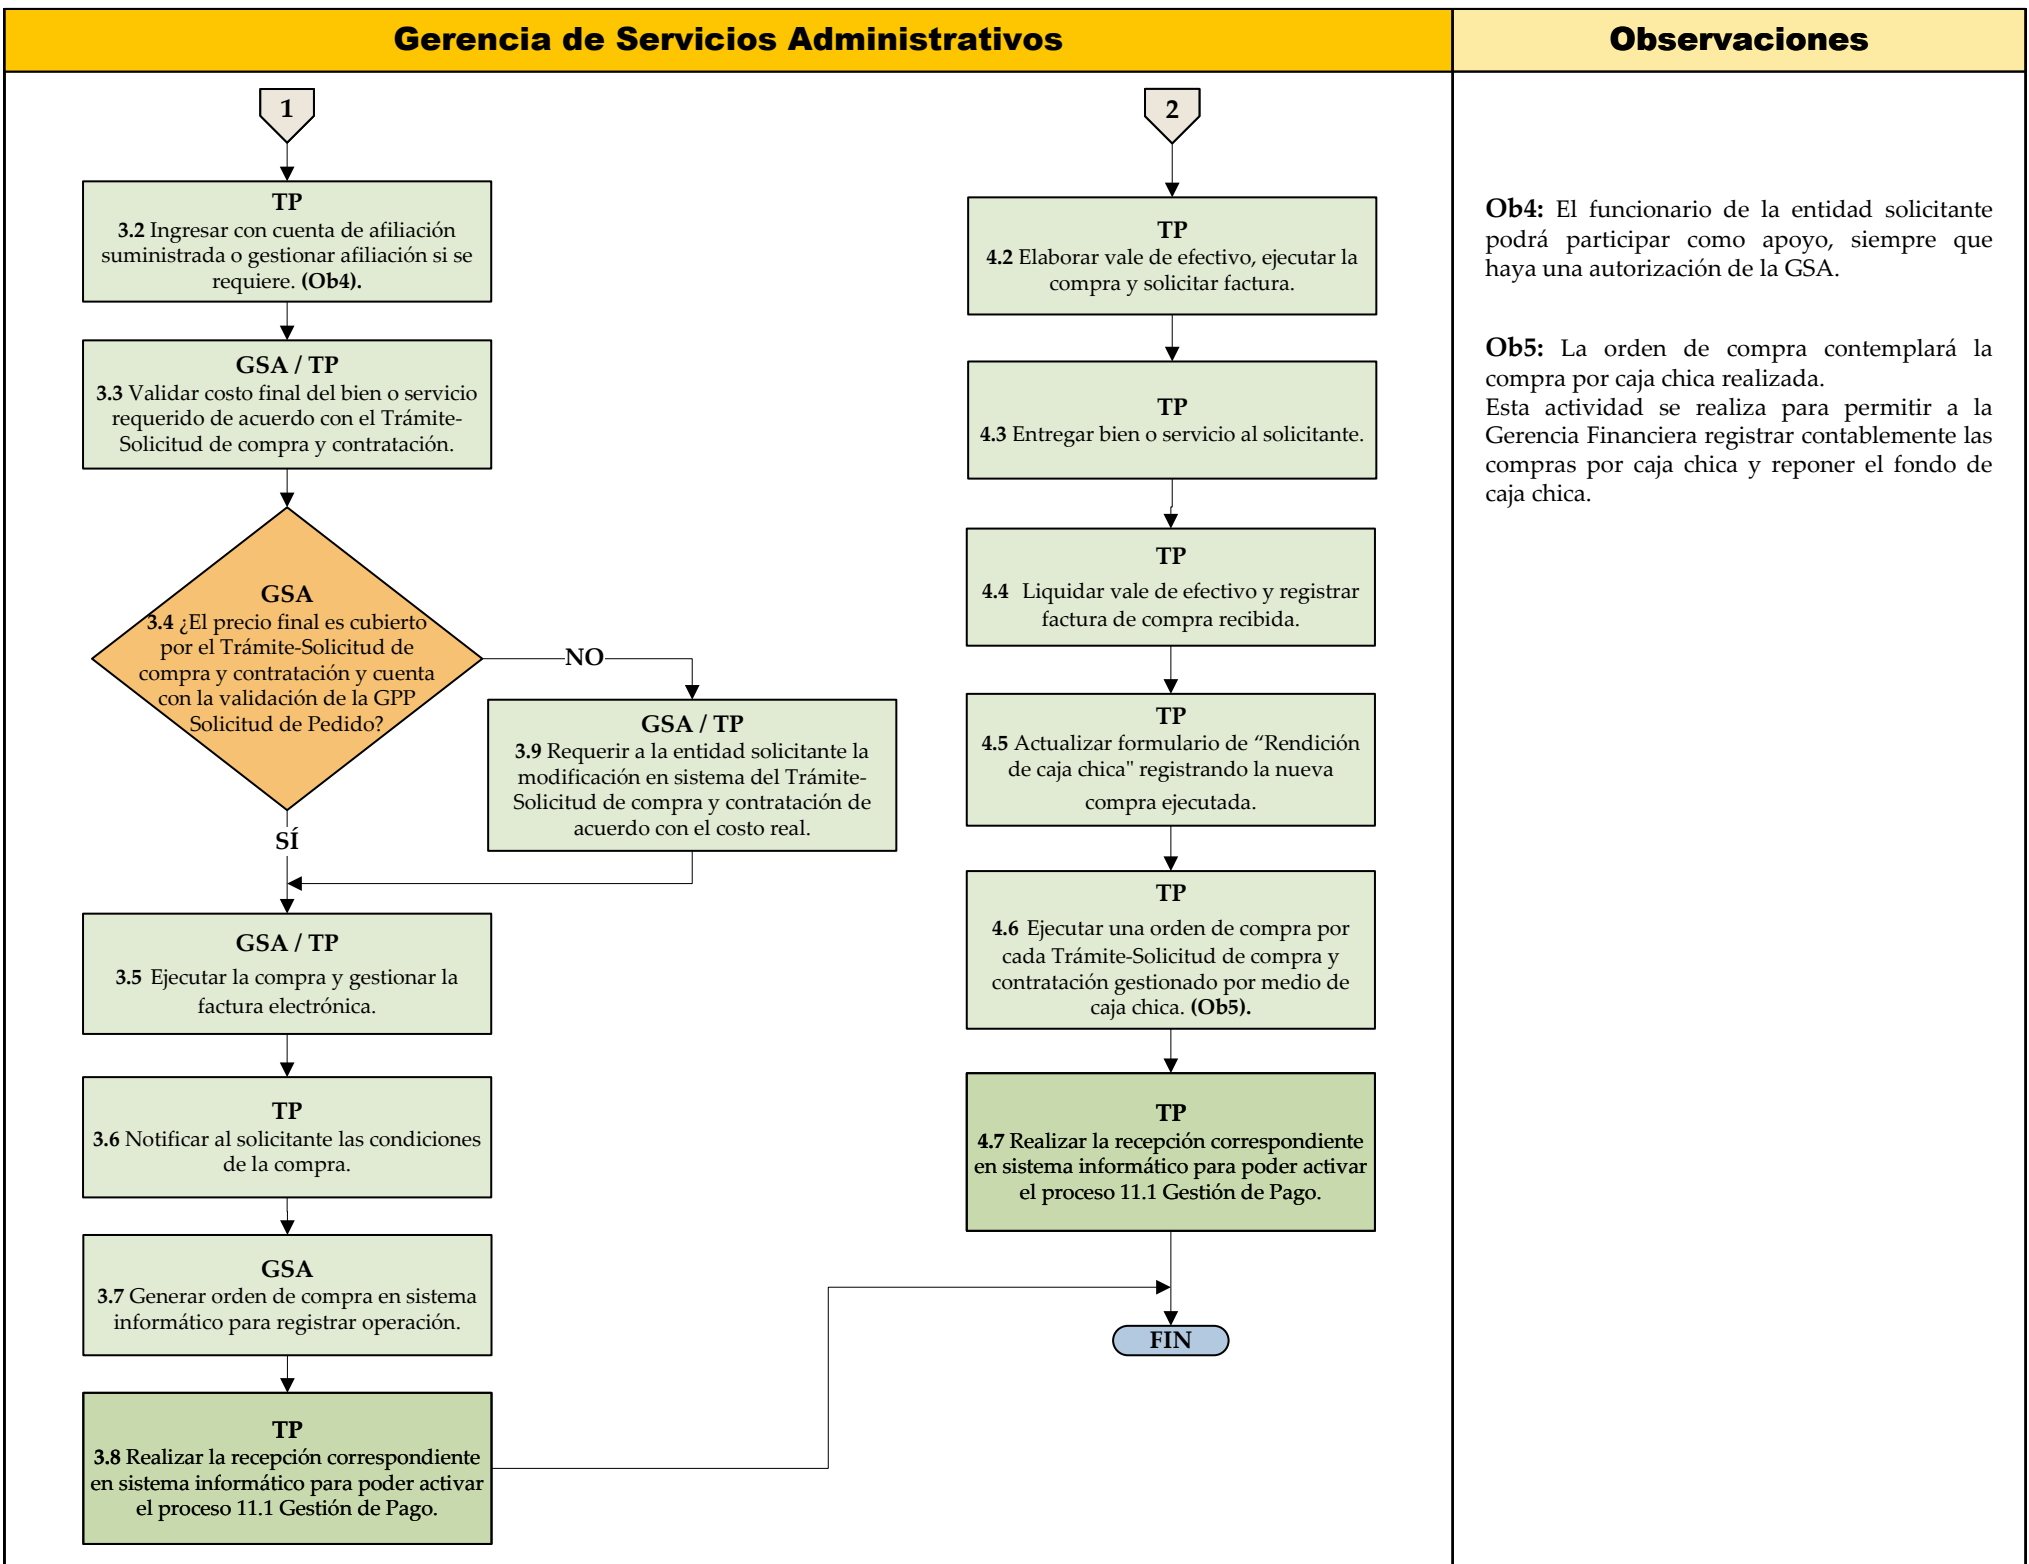 Gerencia de Servicios Administrativos
Observaciones
1
TP
3.2 Ingresar con cuenta de afiliación
suministrada o gestionar afiliación si se
requiere. (Ob4).
GSA / TP
3.3 Validar costo final del bien o servicio
requerido de acuerdo con el Trámite-
Solicitud de compra y contratación.
GSA
3.4 ¿El precio final es cubierto
por el Trámite-Solicitud de
compra y contratación y cuenta
con la validación de la GPP
Solicitud de Pedido?
NO
GSA / TP
3.9 Requerir a la entidad solicitante la
modificación en sistema del Trámite-
Solicitud de compra y contratación de
acuerdo con el costo real.
SÍ
GSA / TP
3.5 Ejecutar la compra y gestionar la
factura electrónica.
TP
3.6 Notificar al solicitante las condiciones
de la compra.
GSA
3.7 Generar orden de compra en sistema
informático para registrar operación.
TP
3.8 Realizar la recepción correspondiente
en sistema informático para poder activar
el proceso 11.1 Gestión de Pago.
2
TP
4.2 Elaborar vale de efectivo, ejecutar la
compra y solicitar factura.
TP
4.3 Entregar bien o servicio al solicitante.
TP
4.4 Liquidar vale de efectivo y registrar
factura de compra recibida.
TP
4.5 Actualizar formulario de “Rendición
de caja chica" registrando la nueva
compra ejecutada.
TP
4.6 Ejecutar una orden de compra por
cada Trámite-Solicitud de compra y
contratación gestionado por medio de
caja chica. (Ob5).
TP
4.7 Realizar la recepción correspondiente
en sistema informático para poder activar
el proceso 11.1 Gestión de Pago.
FIN
Ob4: El funcionario de la entidad solicitante
podrá participar como apoyo, siempre que
haya una autorización de la GSA.
Ob5: La orden de compra contemplará la
compra por caja chica realizada.
Esta actividad se realiza para permitir a la
Gerencia Financiera registrar contablemente las
compras por caja chica y reponer el fondo de
caja chica.